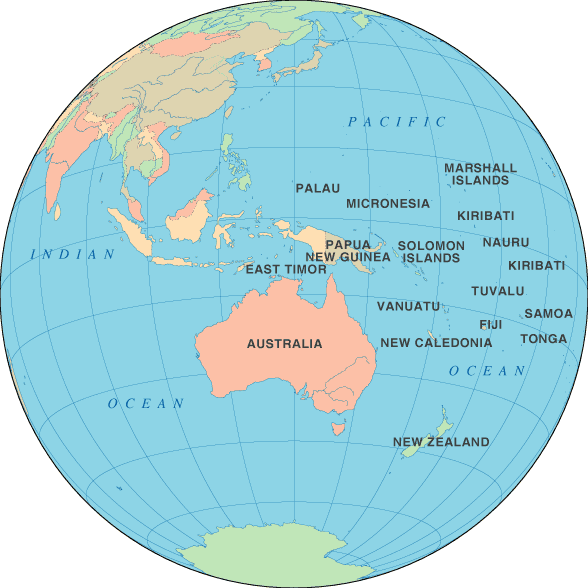 PACIFIC
MARSHALL
ISLANDS
PALAU
MICRONESIA
KIRIBATI
PAPUA
NEW GUINEA
SOLOMON
ISLANDS
NAURU
INDIAN
KIRIBATI
EAST TIMOR
TUVALU
VANUATU
SAMOA
FIJI
AUSTRALIA
NEW CALEDONIA
TONGA
OCEAN
OCEAN
NEW ZEALAND